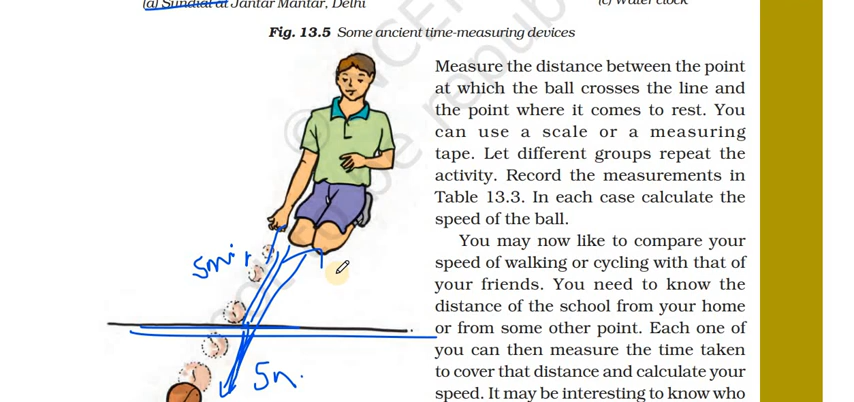 (a) Sundial at Jantar Mantar, Delhi
(c) Water clock
Fig. 13.5 Some ancient time-measuring devices
Measure the distance between the point
at which the ball crosses the line and
the point where it comes to rest. You
can use a scale or a measuring
tape. Let different groups repeat the
activity. Record the measurements in
Table 13.3. In each case calculate the
speed of the ball.
You may now like to compare your
speed of walking or cycling with that of
your friends. You need to know the
distance of the school from your home
or from some other point. Each one of
you can then measure the time taken
to cover that distance and calculate your
speed. It may be interesting to know who
5min